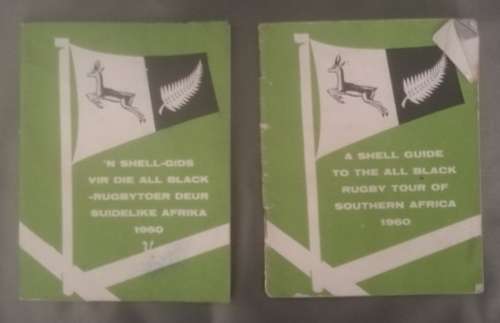 'N SHELL-GIDS
VIR DIE ALL BLACK
-RUGBYTOER DEUR
SUIDELIKE AFRIKA
1960
A SHELL GUIDE
TO THE ALL BLACK
RUGBY TOUR OF
SOUTHERN AFRICA
1960